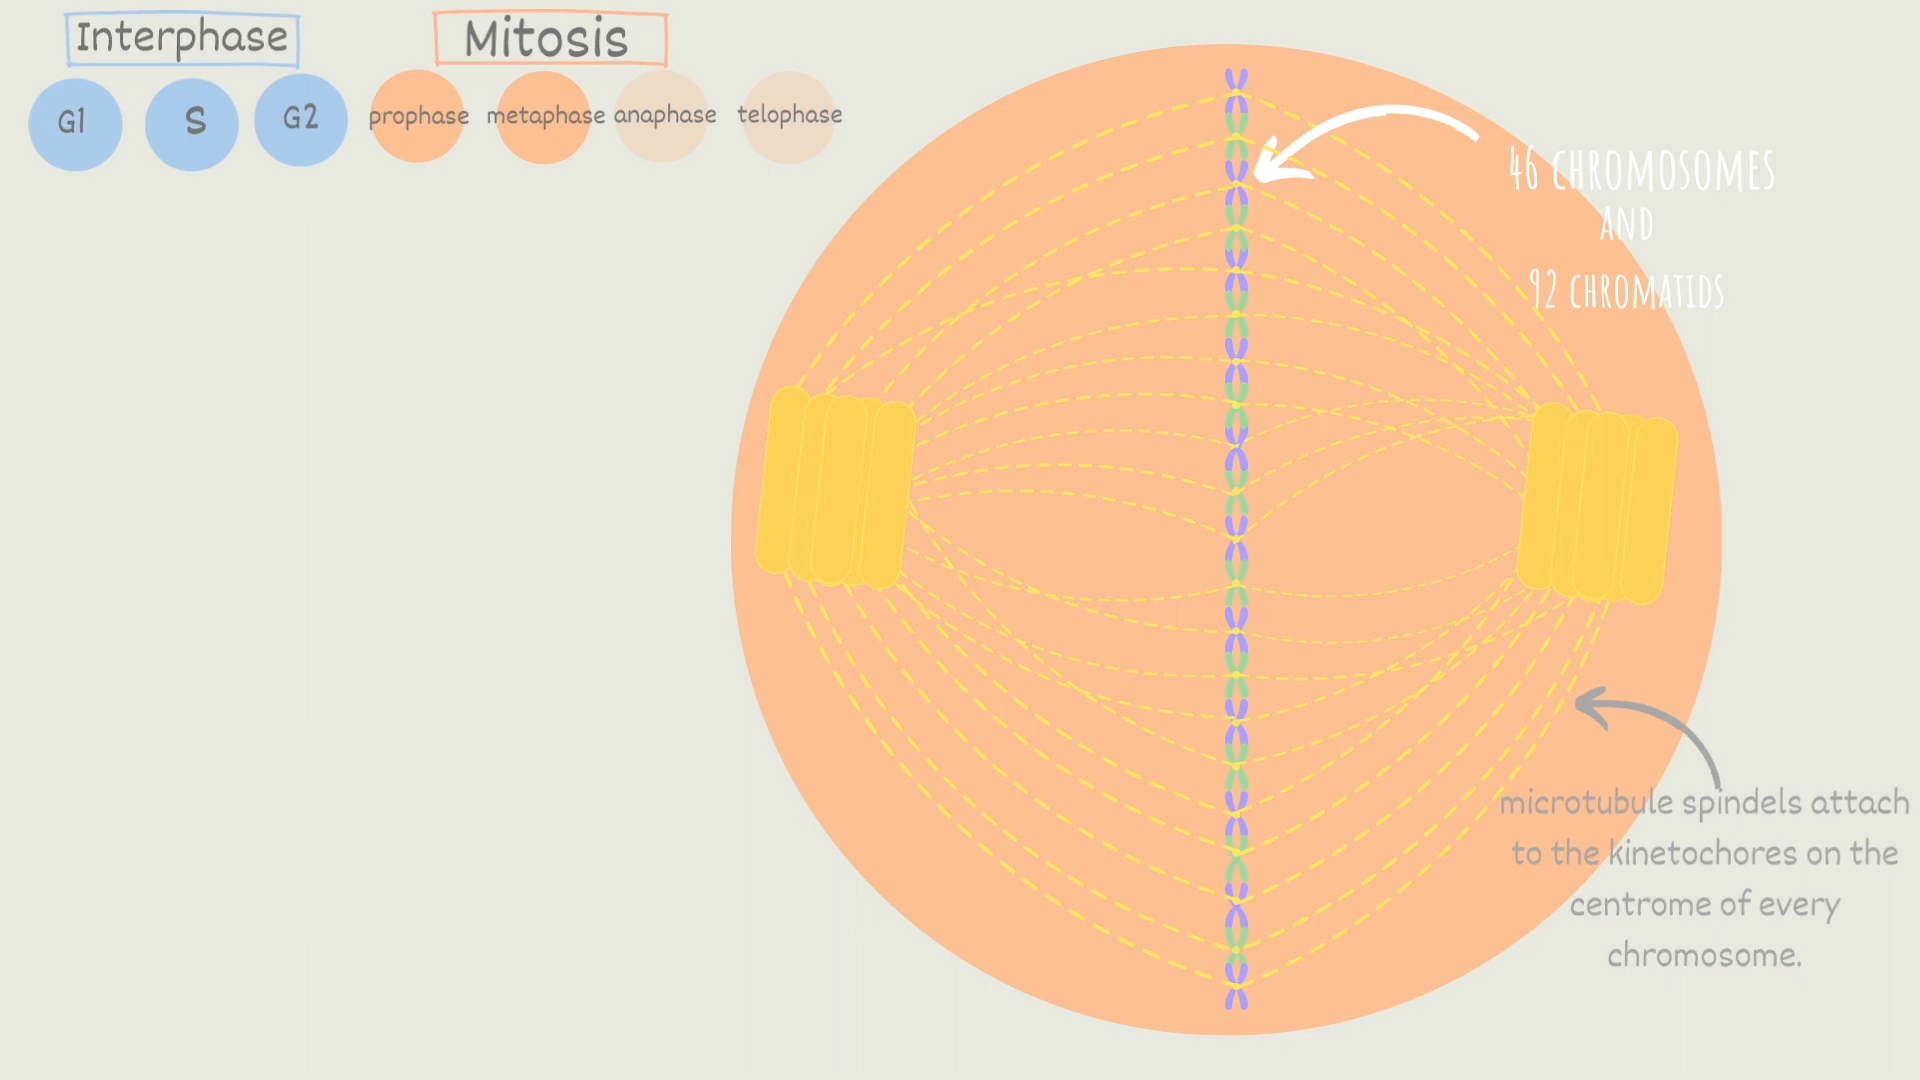 Interphase
Mitosis
G1
S
G2
prophase
metaphase
anaphase
telophase
46 CHROMOSOMES
AND
92 CHROMATIDS
microtubule spindels attach
to the kinetochores on the
centrome of every
chromosome.